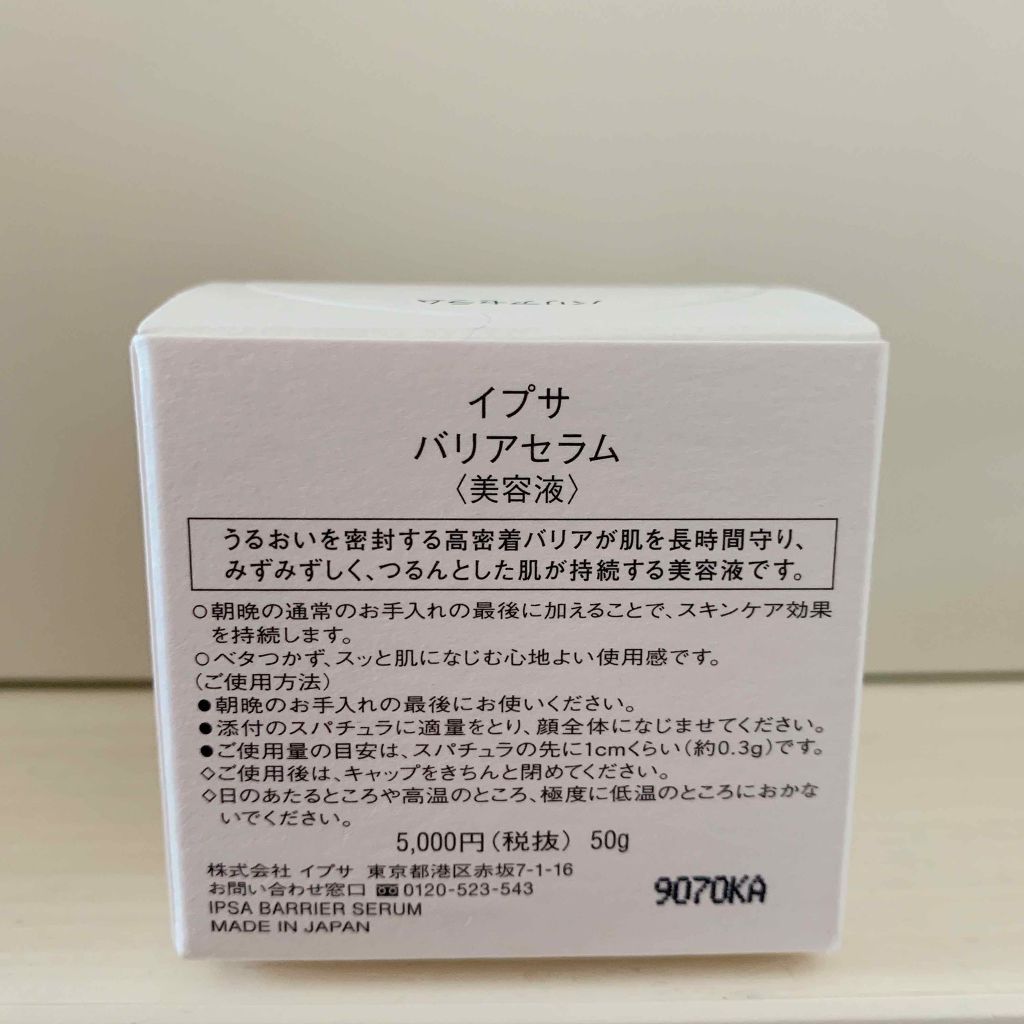 バリアセラム
イプサ
バリアセラム
〈美容液〉
うるおいを密封する高密着バリアが肌を長時間守り、
みずみずしく、つるんとした肌が持続する美容液です。
○朝晩の通常のお手入れの最後に加えることで、スキンケア効果
を持続します。
○ベタつかず、スッと肌になじむ心地よい使用感です。
（ご使用方法）
●朝晩のお手入れの最後にお使いください。
●添付のスパチュラに適量をとり、顔全体になじませてください。
●ご使用量の目安は、スパチュラの先に1cmくらい（約0.3g）です。
◇ご使用後は、キャップをきちんと閉めてください。
◇日のあたるところや高温のところ、極度に低温のところにおかな
いでください。
5,000円（税抜） 50g
株式会社 イプサ 東京都港区赤坂7-1-16
お問い合わせ窓口 0120-523-543
IPSA BARRIER SERUM
MADE IN JAPAN
9070KA